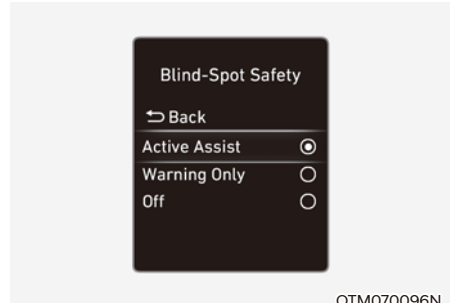 Blind-Spot Safety
Back
Active Assist
Warning Only
Off
OTM070096N